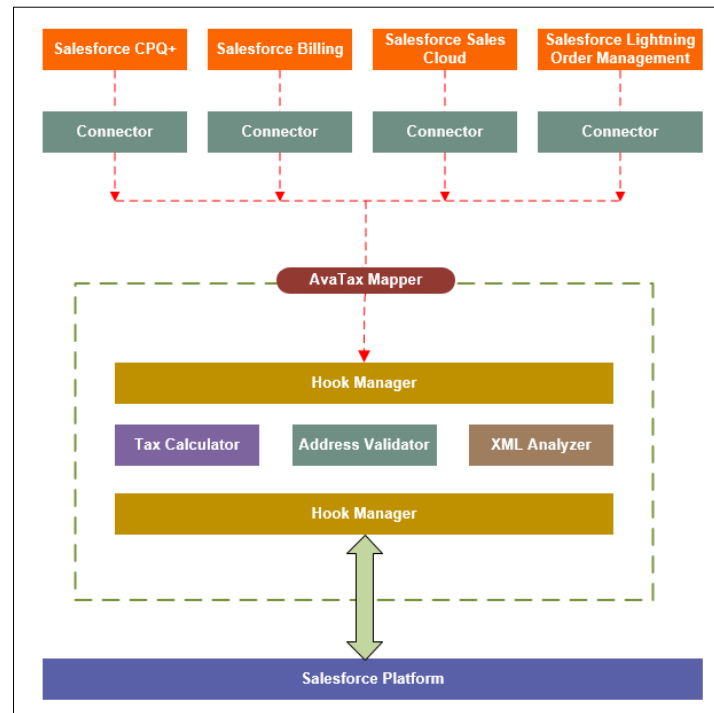 Salesforce CPQ+
Salesforce Billing
Salesforce Sales
Cloud
Salesforce Lightning
Order Management
Connector
Connector
Connector
Connector
AvaTax Mapper
Hook Manager
Tax Calculator
Address Validator
XML Analyzer
Hook Manager
Salesforce Platform